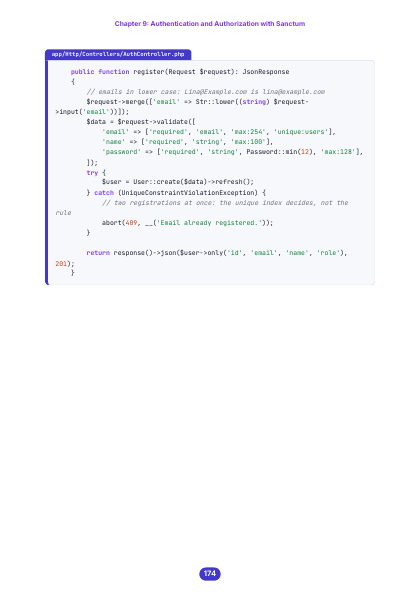 Chapter 9: Authentication and Authorization with Sanctum
app/Http/Controllers/AuthController.php
public function register(Request $request): JsonResponse
{
// emails in lower case: Lina@Example.com is lina@example.com
$request->merge(['email' => Str::lower((string) $request-
>input('email'))]);
$data = $request->validate([
'email' => ['required', 'email', 'max:254', 'unique:users'],
'name' => ['required', 'string', 'max:100'],
'password' => ['required', 'string', Password::min(12), 'max:128'],
]);
try {
$user = User::create($data)->refresh();
} catch (UniqueConstraintViolationException) {
// two registrations at once: the unique index decides, not the
rule
abort(409, __('Email already registered.'));
}
return response()->json($user->only('id', 'email', 'name', 'role'),
201);
}
174